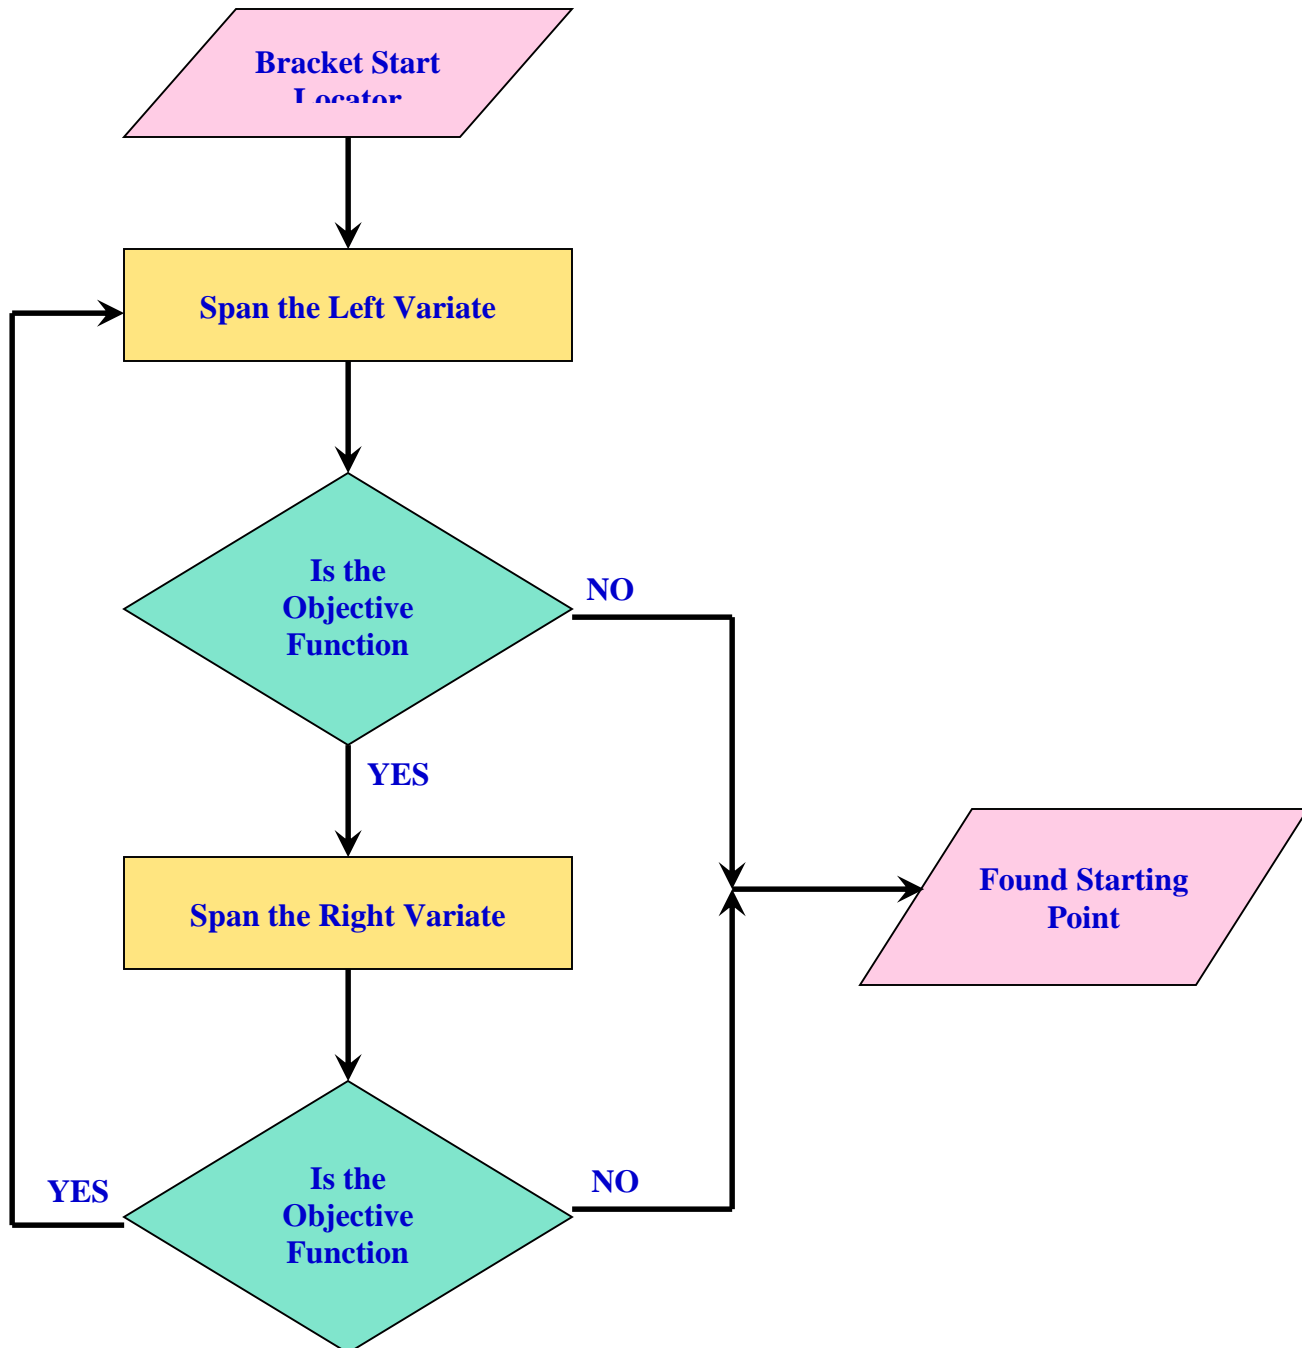 Bracket Start
Locator
Span the Left Variate
Is the
Objective
Function
NO
YES
Span the Right Variate
Found Starting
Point
Is the
Objective
Function
NO
YES